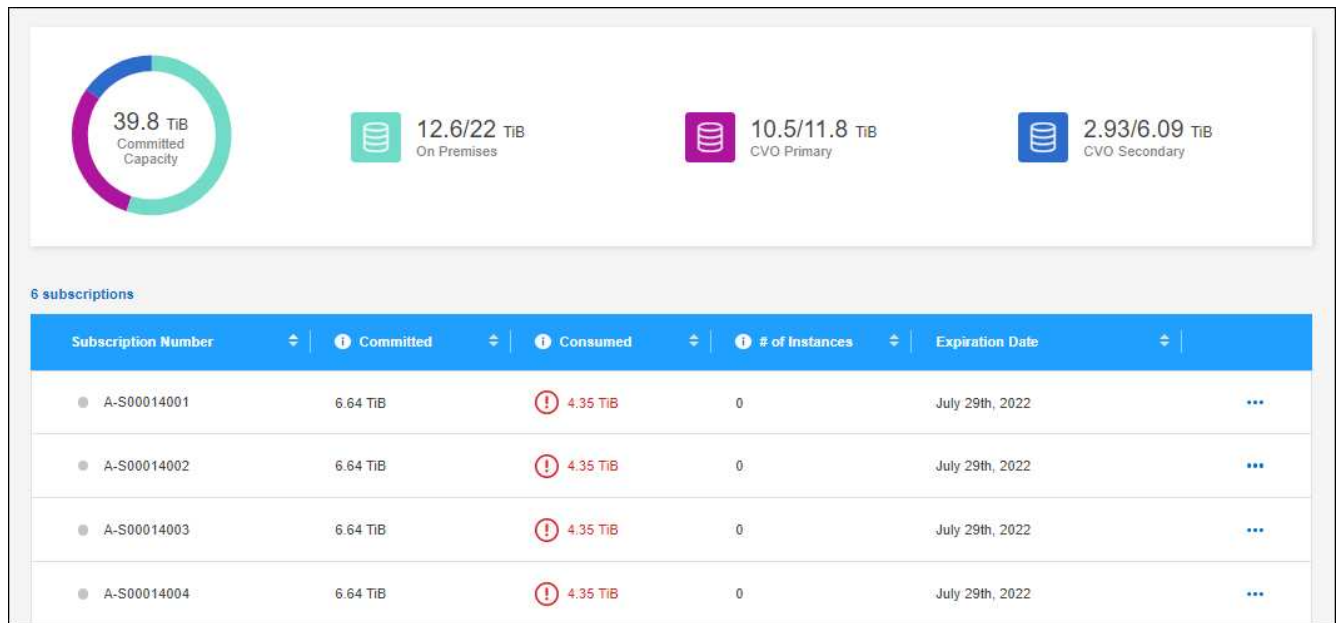 39.8 TiB
Committed
Capacity
12.6/22 TiB
On Premises
10.5/11.8 TiB
CVO Primary
2.93/6.09 TiB
CVO Secondary
6 subscriptions
Subscription Number Committed Consumed # of Instances Expiration Date
A-S00014001 6.64 TiB 4.35 TiB 0 July 29th, 2022
A-S00014002 6.64 TiB 4.35 TiB 0 July 29th, 2022
A-S00014003 6.64 TiB 4.35 TiB 0 July 29th, 2022
A-S00014004 6.64 TiB 4.35 TiB 0 July 29th, 2022